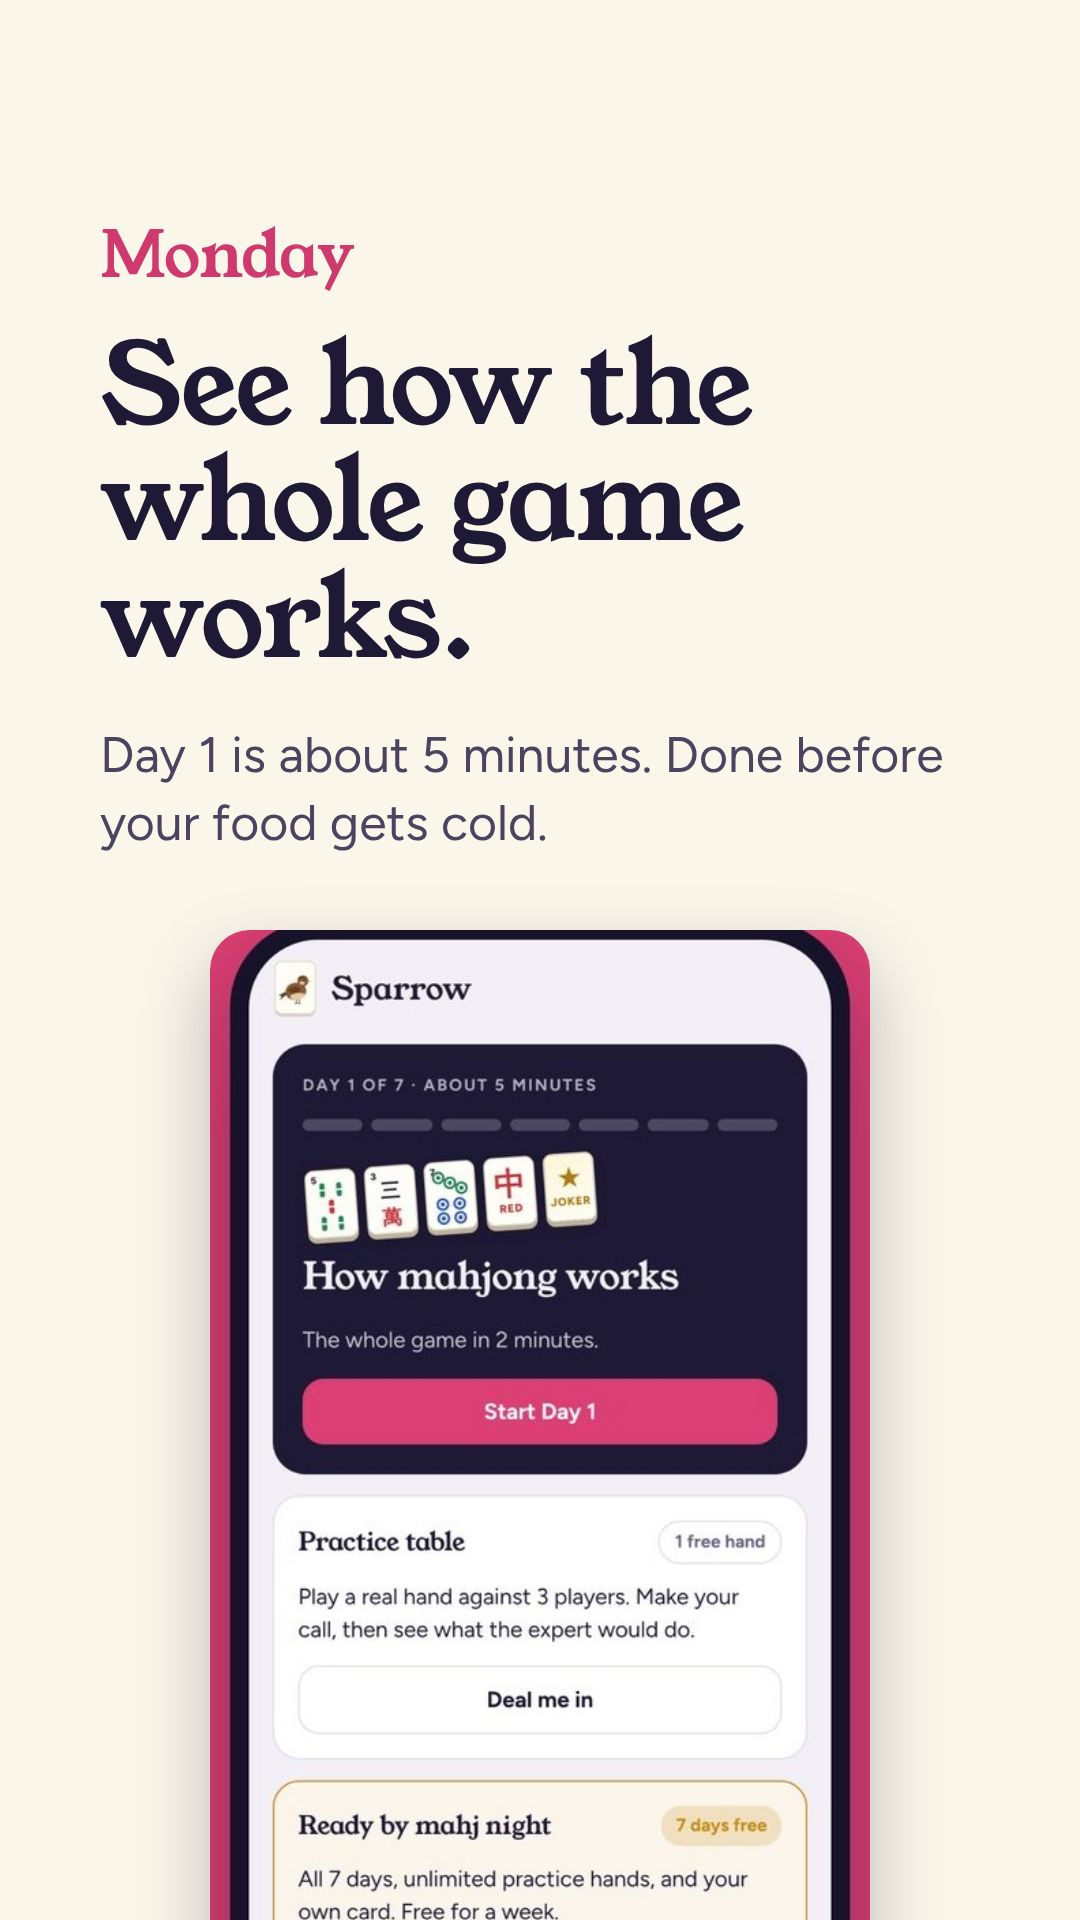 Monday
See how the
whole game
works.
Day 1 is about 5 minutes. Done before
your food gets cold.
Sparrow
DAY 1 OF 7 · ABOUT 5 MINUTES
5
3
三
萬
7
中
RED
JOKER
How mahjong works
The whole game in 2 minutes.
Start Day 1
Practice table
1 free hand
Play a real hand against 3 players. Make your
call, then see what the expert would do.
Deal me in
Ready by mahj night
7 days free
All 7 days, unlimited practice hands, and your
own card. Free for a week.